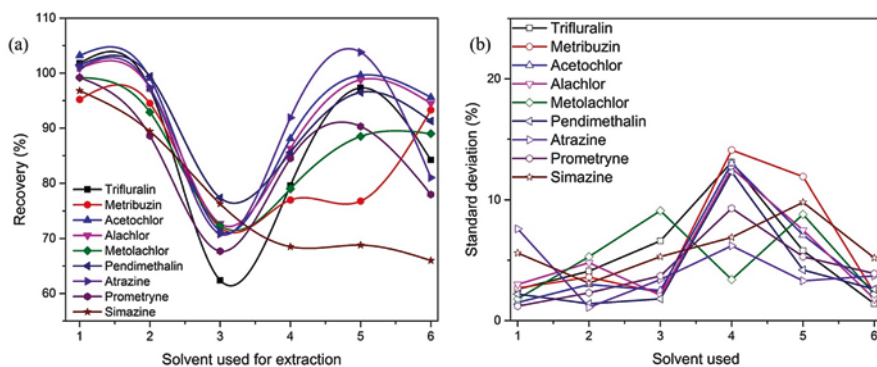 (a)
Recovery (%)
110
100
90
80
70
60
Trifluralin
Metribuzin
Acetochlor
Alachlor
Metolachlor
Pendimethalin
Atrazine
Prometryne
Simazine
1 2 3 4 5 6
Solvent used for extraction
(b)
Standard deviation (%)
20
10
0
Trifluralin
Metribuzin
Acetochlor
Alachlor
Metolachlor
Pendimethalin
Atrazine
Prometryne
Simazine
1 2 3 4 5 6
Solvent used